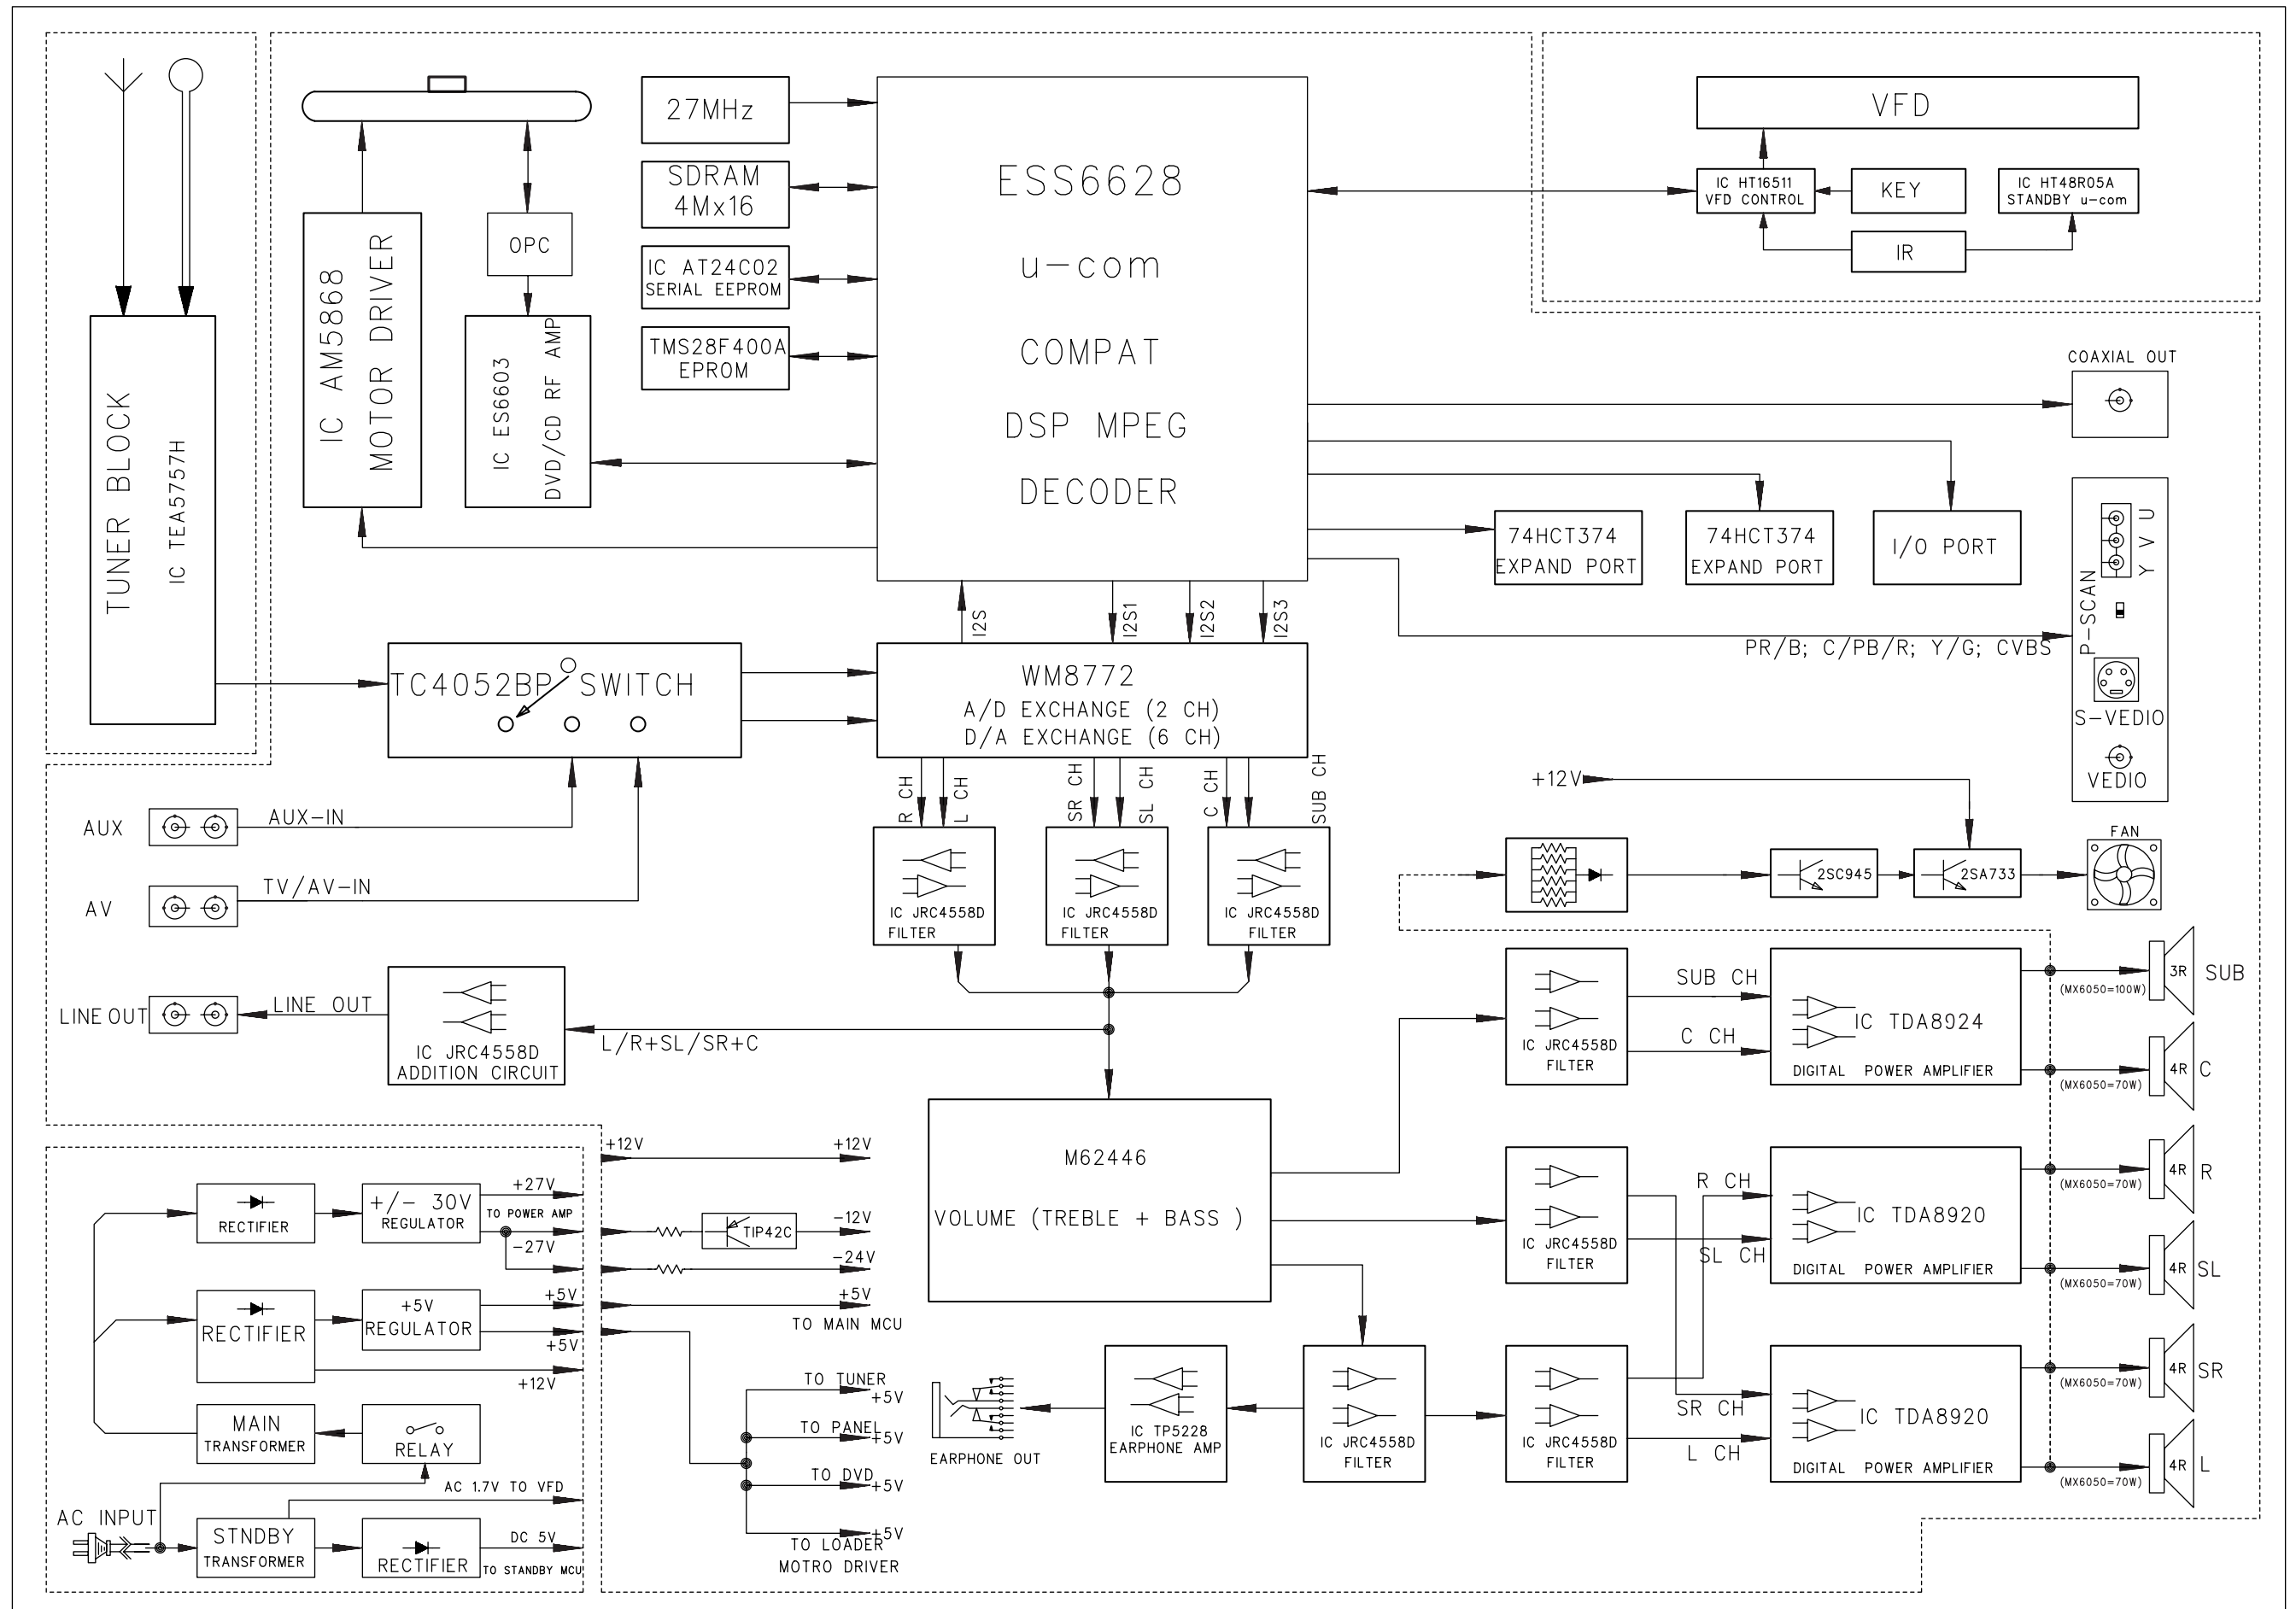 TUNER BLOCK
IC TEA5757H
IC AM5868
MOTOR DRIVER
OPC
IC ES6603
DVD/CD RF AMP
27MHz
SDRAM
4Mx16
IC AT24C02
SERIAL EEPROM
TMS28F400A
EPROM
ESS6628
u-com
COMPAT
DSP MPEG
DECODER
VFD
IC HT16511
VFD CONTROL
KEY
IC HT48R05A
STANDBY u-com
IR
COAXIAL OUT
74HCT374
EXPAND PORT
74HCT374
EXPAND PORT
I/O PORT
Y V U
P-SCAN
PR/B; C/PB/R; Y/G; CVBS
S-VEDIO
VEDIO
I2S
I2S1
I2S2
I2S3
TC4052BP SWITCH
WM8772
A/D EXCHANGE (2 CH)
D/A EXCHANGE (6 CH)
R CH
L CH
SR CH
SL CH
C CH
SUB CH
AUX
AUX-IN
AV
TV/AV-IN
IC JRC4558D
FILTER
IC JRC4558D
FILTER
IC JRC4558D
FILTER
+12V
2SC945
2SA733
FAN
LINE OUT
LINE OUT
IC JRC4558D
ADDITION CIRCUIT
L/R+SL/SR+C
IC JRC4558D
FILTER
SUB CH
C CH
IC TDA8924
DIGITAL POWER AMPLIFIER
(MX6050=100W)
3R
SUB
(MX6050=70W)
4R
C
M62446
VOLUME (TREBLE + BASS )
IC JRC4558D
FILTER
R CH
SL CH
IC TDA8920
DIGITAL POWER AMPLIFIER
(MX6050=70W)
4R
R
(MX6050=70W)
4R
SL
IC JRC4558D
FILTER
SR CH
L CH
IC TDA8920
DIGITAL POWER AMPLIFIER
(MX6050=70W)
4R
SR
(MX6050=70W)
4R
L
IC JRC4558D
FILTER
IC TP5228
EARPHONE AMP
EARPHONE OUT
RECTIFIER
+/- 30V
REGULATOR
+27V
TO POWER AMP
-27V
RECTIFIER
+5V
REGULATOR
+5V
+5V
+12V
MAIN
TRANSFORMER
RELAY
AC 1.7V TO VFD
AC INPUT
STNDBY
TRANSFORMER
RECTIFIER
DC 5V
TO STANDBY MCU
+12V
+12V
TIP42C
-12V
-24V
+5V
TO MAIN MCU
TO TUNER
+5V
TO PANEL
+5V
TO DVD
+5V
+5V
TO LOADER
MOTRO DRIVER